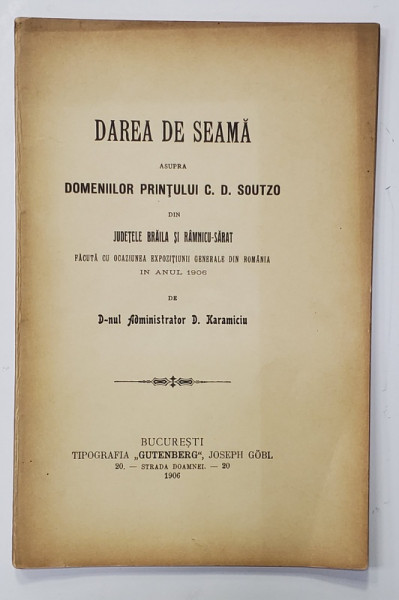 DAREA DE SEAMĂ
ASUPRA
DOMENIILOR PRINȚULUI C. D. SOUTZO
DIN
JUDEȚELE BRĂILA ȘI RÂMNICU-SĂRAT
FĂCUTĂ CU OCAZIUNEA EXPOZIȚIUNII GENERALE DIN ROMÂNIA
IN ANUL 1906
DE
D-nul Administrator D. Karamiciu
BUCUREȘTI
TIPOGRAFIA „GUTENBERG", JOSEPH GÖBL
20. — STRADA DOAMNEI. — 20
1906